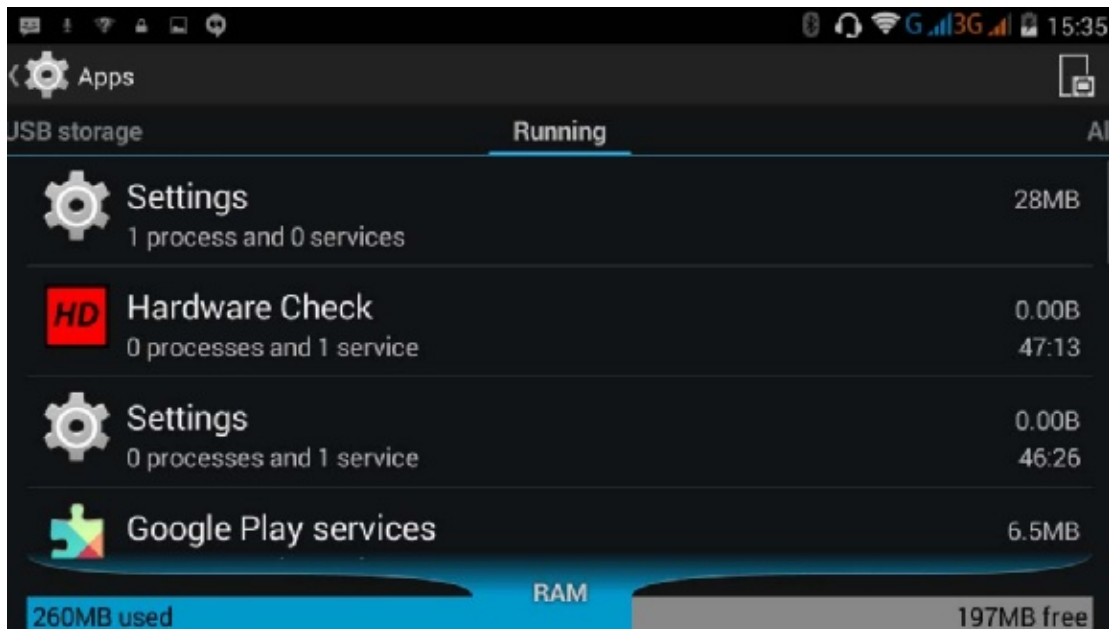 G 3G 15:35
Apps
USB storage Running Al
Settings 28MB
1 process and 0 services
HD Hardware Check 0.00B
0 processes and 1 service 47:13
Settings 0.00B
0 processes and 1 service 46:26
Google Play services 6.5MB
RAM
260MB used 197MB free